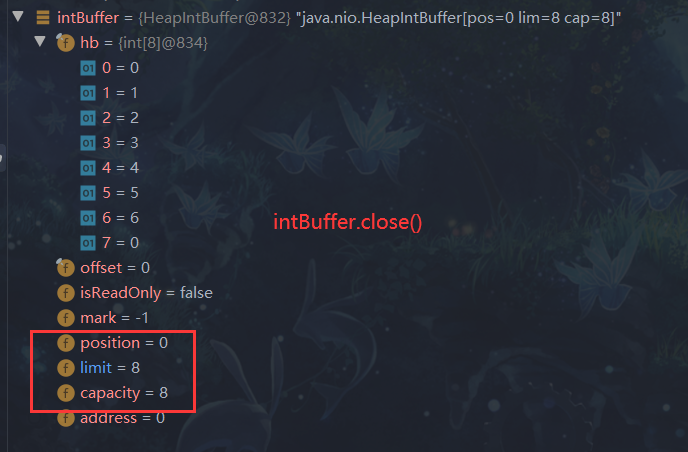 intBuffer = {HeapIntBuffer@832} "java.nio.HeapIntBuffer[pos=0 lim=8 cap=8]"
f hb = {int[8]@834}
01 0 = 0
01 1 = 1
01 2 = 2
01 3 = 3
01 4 = 4
01 5 = 5
01 6 = 6
intBuffer.close()
01 7 = 0
f offset = 0
f isReadOnly = false
f mark = -1
f position = 0
f limit = 8
f capacity = 8
f address = 0